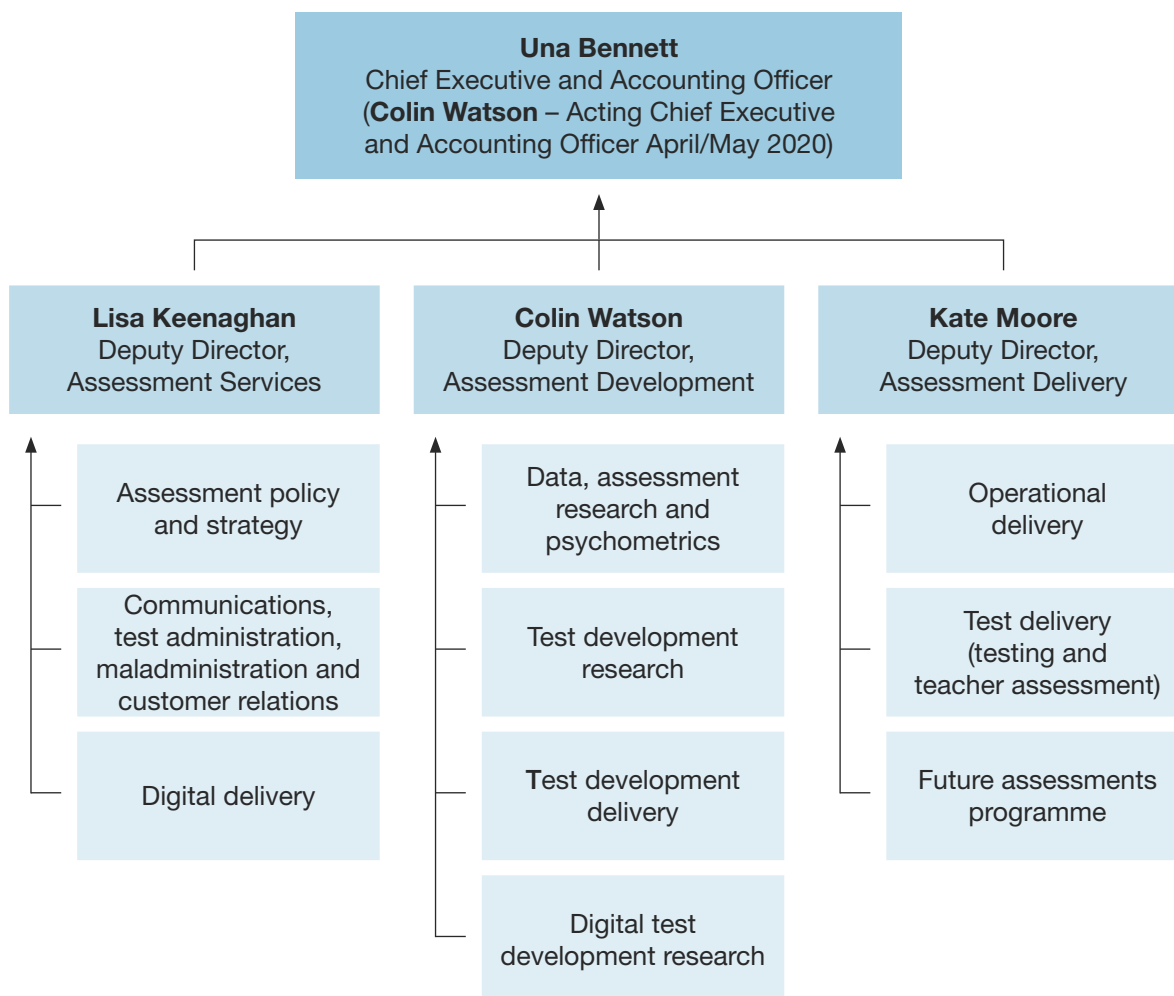 Una Bennett
Chief Executive and Accounting Officer
(Colin Watson – Acting Chief Executive
and Accounting Officer April/May 2020)
Lisa Keenaghan
Deputy Director,
Assessment Services
Colin Watson
Deputy Director,
Assessment Development
Kate Moore
Deputy Director,
Assessment Delivery
Assessment policy
and strategy
Communications,
test administration,
maladministration and
customer relations
Digital delivery
Data, assessment
research and
psychometrics
Test development
research
Test development
delivery
Digital test
development research
Operational
delivery
Test delivery
(testing and
teacher assessment)
Future assessments
programme